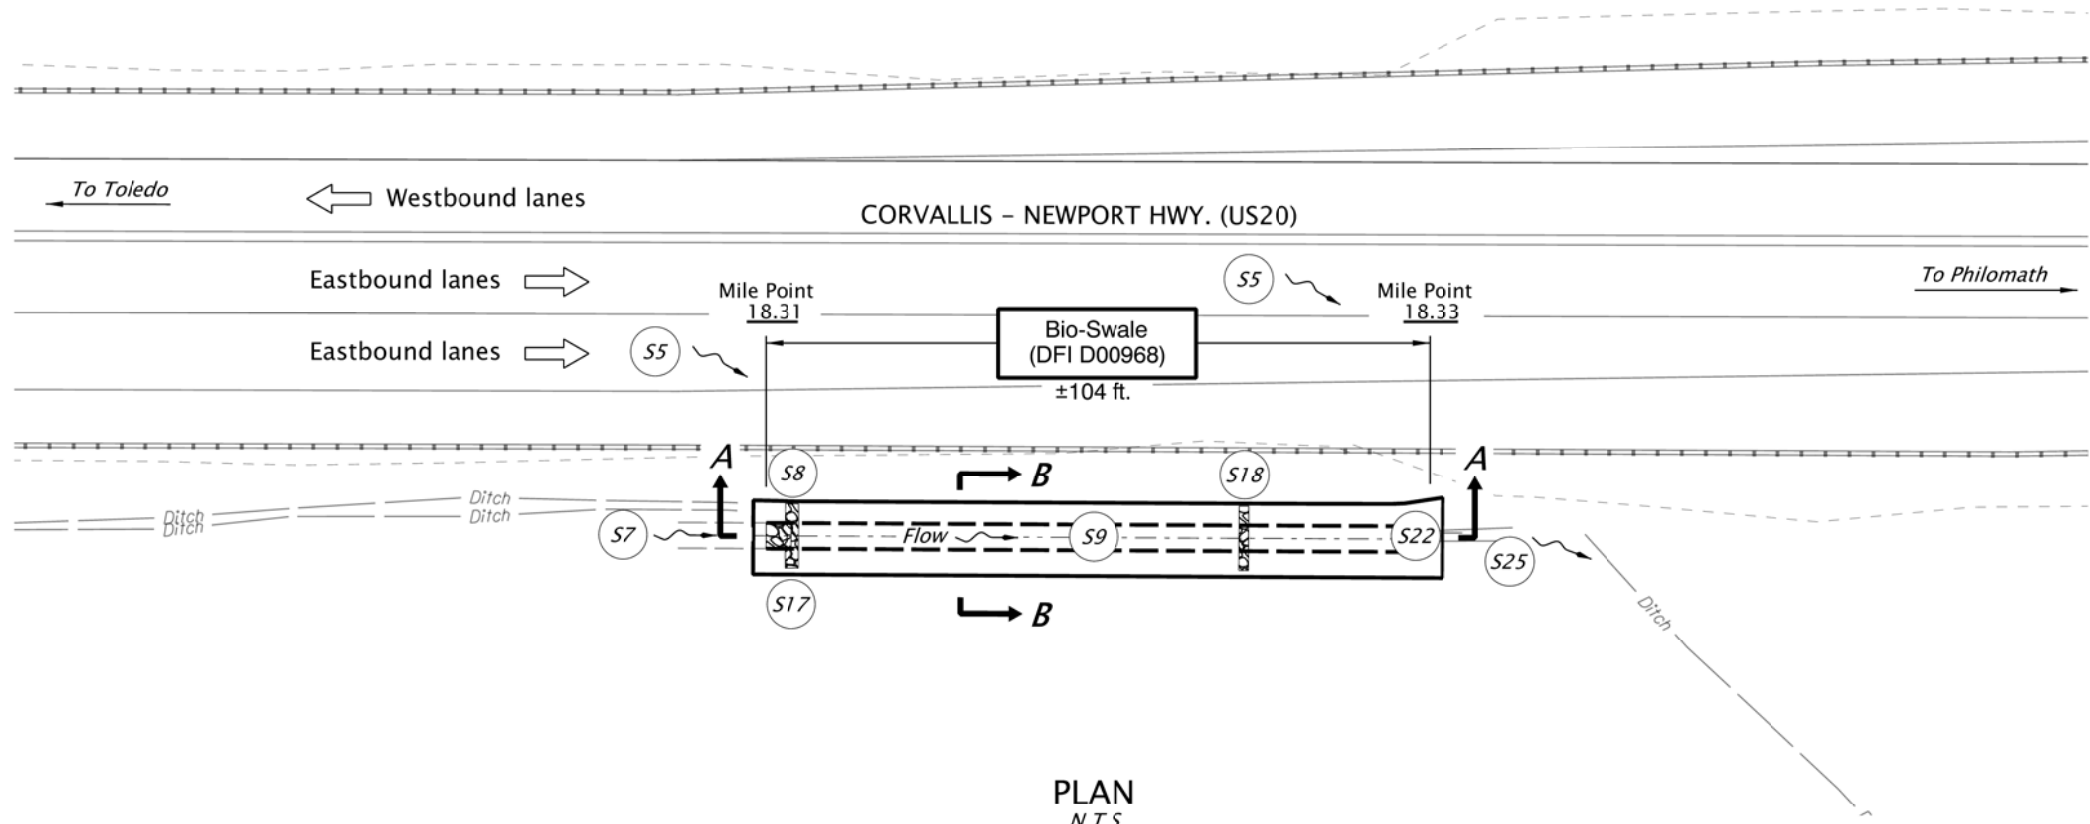 To Toledo
Westbound lanes
CORVALLIS – NEWPORT HWY. (US20)
Eastbound lanes
S5
To Philomath
Mile Point
18.31
Mile Point
18.33
Bio-Swale
(DFI D00968)
±104 ft.
Eastbound lanes
S5
A
S8
B
S18
A
Ditch
Ditch
Ditch
Ditch
S7
Flow
S9
S22
S25
S17
B
Ditch
PLAN
N.T.S